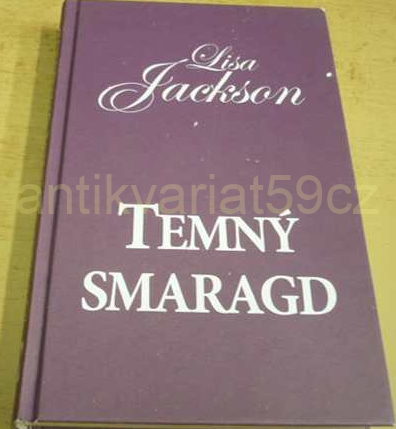 Lisa
Jackson
antikvariat59cz
TEMNÝ
SMARAGD